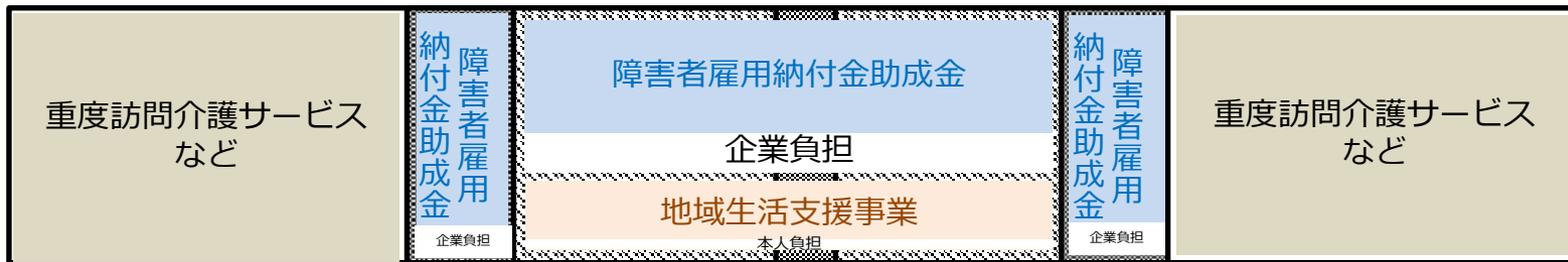 重度訪問介護サービス
など
障害者雇用
納付金助成金
企業負担
障害者雇用納付金助成金
企業負担
地域生活支援事業
本人負担
障害者雇用
納付金助成金
企業負担
重度訪問介護サービス
など